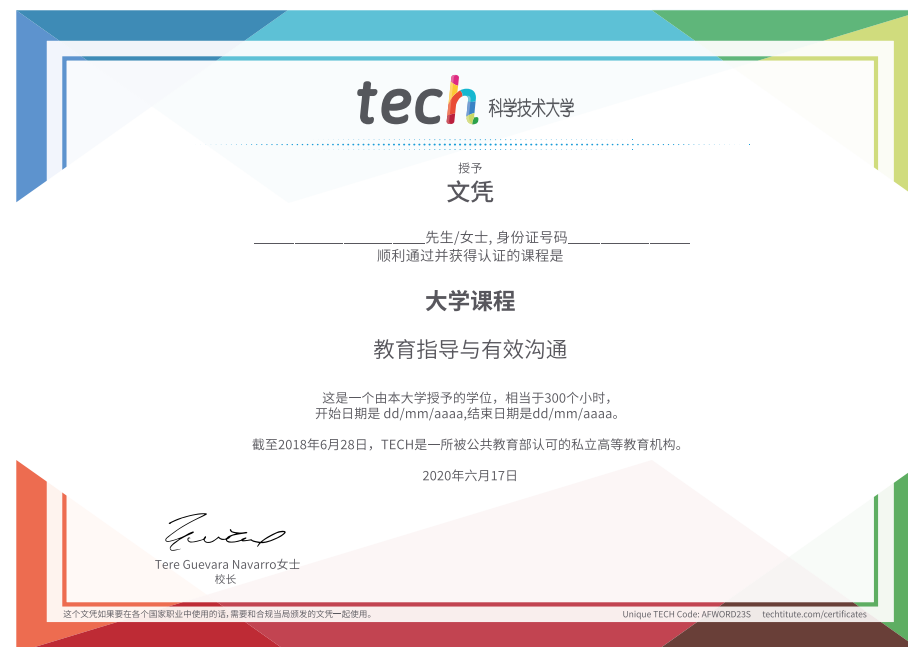 tech 科学技术大学
授予
文凭
先生/女士, 身份证号码
顺利通过并获得认证的课程是
大学课程
教育指导与有效沟通
这是一个由本大学授予的学位，相当于300个小时，
开始日期是 dd/mm/aaaa,结束日期是dd/mm/aaaa。
截至2018年6月28日，TECH是一所被公共教育部认可的私立高等教育机构。
2020年六月17日
Tere Guevara Navarro女士
校长
这个文凭如果要在各个国家职业中使用的话,需要和合规当局颁发的文凭一起使用。
Unique TECH Code: AFWORD23S techtitute.com/certificates